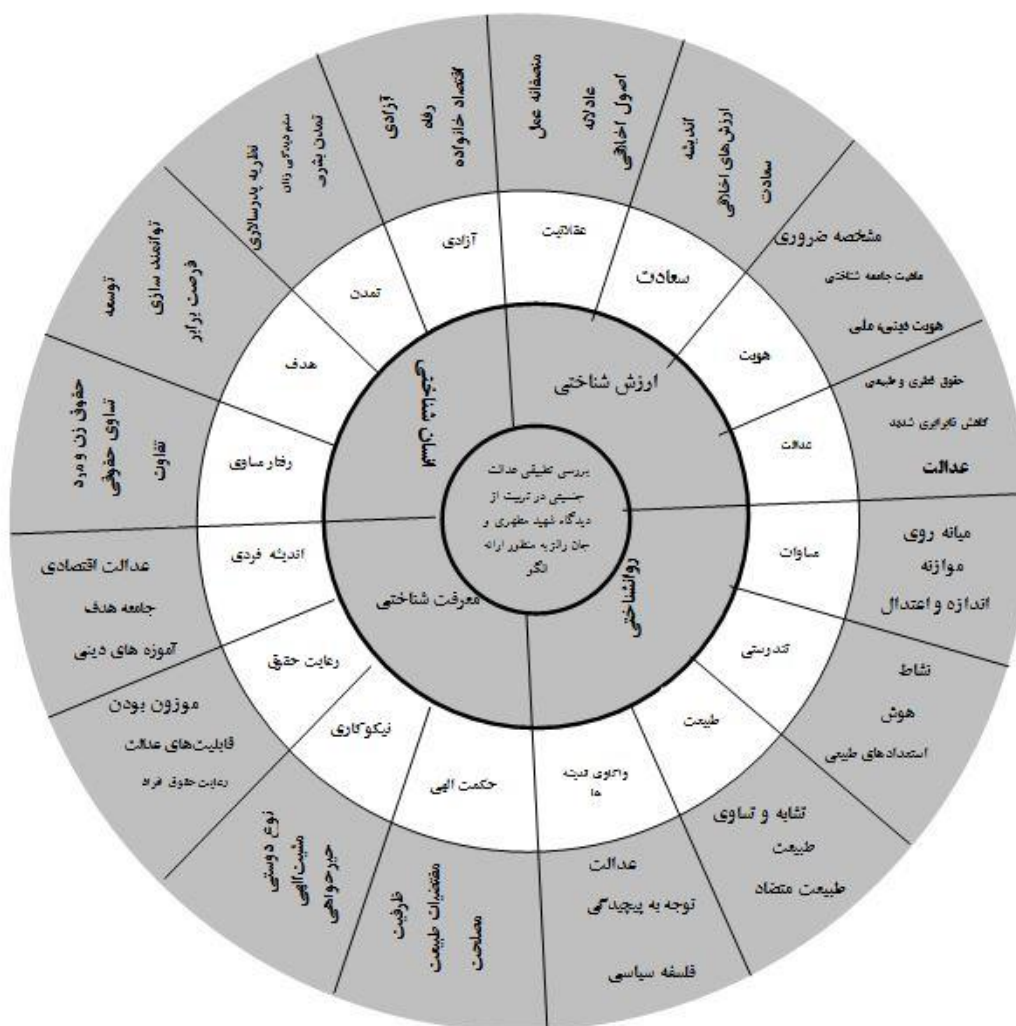 بررسی تطبیقی عدالت
جنسیتی در تربیت از
دیدگاه شهید مطهری و
جان رالز به منظور ارائه
الگو
ارزش شناختی
روانشناختی
معرفت شناختی
انسان شناختی
عقلانیت
سعادت
هویت
عدالت
مساوات
تندرستی
طبیعت
واکاوی اندیشه
ها
حکمت الهی
نیکوکاری
رعایت حقوق
اندیشه فردی
رفتار مساوی
هدف
تمدن
آزادی
منصفانه عمل
عادلانه
اصول اخلاقی
اندیشه
ارزش‌های اخلاقی
سعادت
مشخصه ضروری
ماهیت جامعه شناختی
هویت دینی، ملی
حقوق فطری و طبیعی
کاهش نابرابری شدید
عدالت
میانه روی
موازنه
اندازه و اعتدال
نشاط
هوش
استعدادهای طبیعی
تشابه و تساوی
طبیعت
طبیعت متضاد
عدالت
توجه به پیچیدگی
فلسفه سیاسی
ظرفیت
مقتضیات طبیعت
مصلحت
نوع دوستی
مشیت الهی
خیرخواهی
موزون بودن
قابلیت‌های عدالت
رعایت حقوق افراد
عدالت اقتصادی
جامعه هدف
آموزه های دینی
حقوق زن و مرد
تساوی حقوقی
تفاوت
توسعه
توانمند سازی
فرصت برابر
نظریه پدرسالاری
ستم دیدگی زنان
تمدن بشری
آزادی
رفاه
اقتصاد خانواده